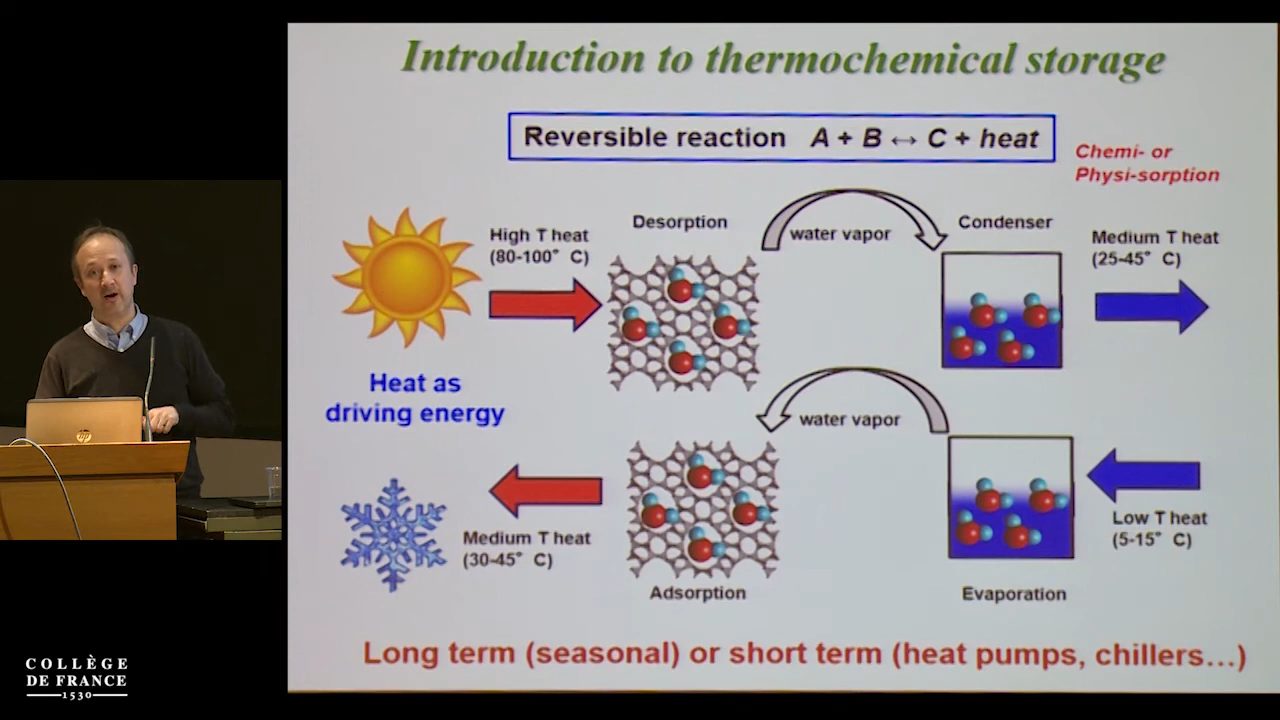 Introduction to thermochemical storage
Reversible reaction A + B ↔ C + heat
Chemi- or
Physi-sorption
High T heat
(80-100° C)
Desorption
water vapor
Condenser
Medium T heat
(25-45° C)
Heat as
driving energy
water vapor
Medium T heat
(30-45° C)
Adsorption
Evaporation
Low T heat
(5-15° C)
Long term (seasonal) or short term (heat pumps, chillers…)
hp
COLLÈGE
DE FRANCE
1530